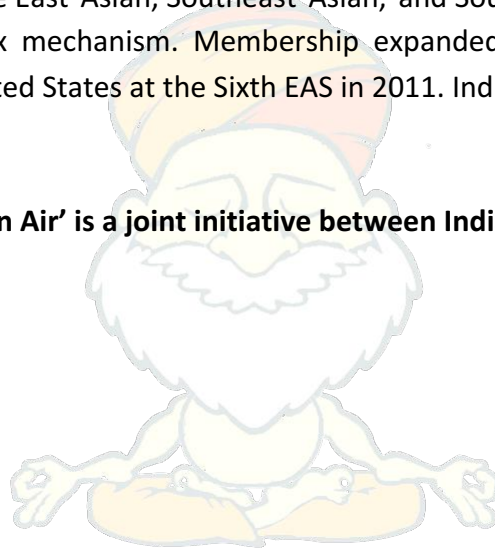 East Asian, Southeast Asian, and Sou
mechanism. Membership expanded
ted States at the Sixth EAS in 2011. Ind
n Air’ is a joint initiative between Indi